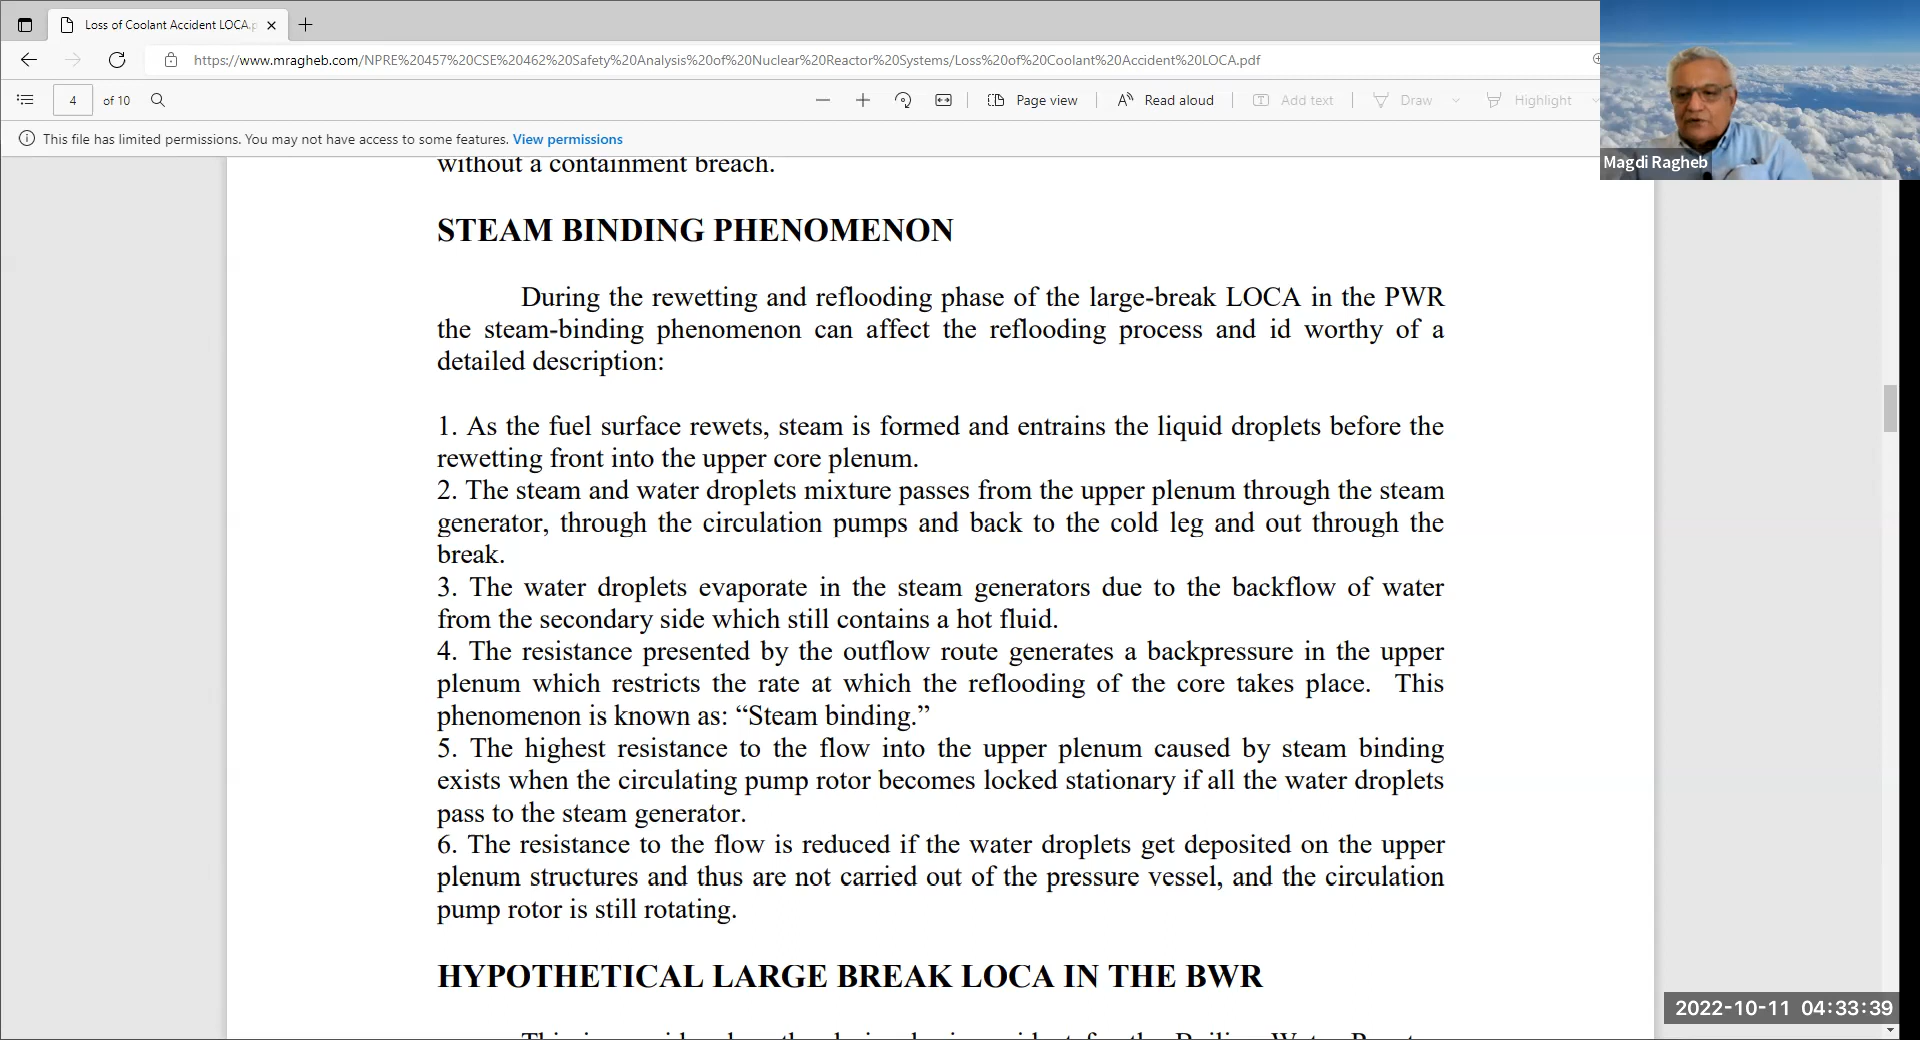 Loss of Coolant Accident LOCA.p
https://www.mragheb.com/NPRE%20457%20CSE%20462%20Safety%20Analysis%20of%20Nuclear%20Reactor%20Systems/Loss%20of%20Coolant%20Accident%20LOCA.pdf
4 of 10 Page view Read aloud Add text Draw Highlight
This file has limited permissions. You may not have access to some features. View permissions
Magdi Ragheb
without a containment breach.
STEAM BINDING PHENOMENON
During the rewetting and reflooding phase of the large-break LOCA in the PWR
the steam-binding phenomenon can affect the reflooding process and id worthy of a
detailed description:
1. As the fuel surface rewets, steam is formed and entrains the liquid droplets before the
rewetting front into the upper core plenum.
2. The steam and water droplets mixture passes from the upper plenum through the steam
generator, through the circulation pumps and back to the cold leg and out through the
break.
3. The water droplets evaporate in the steam generators due to the backflow of water
from the secondary side which still contains a hot fluid.
4. The resistance presented by the outflow route generates a backpressure in the upper
plenum which restricts the rate at which the reflooding of the core takes place. This
phenomenon is known as: “Steam binding.”
5. The highest resistance to the flow into the upper plenum caused by steam binding
exists when the circulating pump rotor becomes locked stationary if all the water droplets
pass to the steam generator.
6. The resistance to the flow is reduced if the water droplets get deposited on the upper
plenum structures and thus are not carried out of the pressure vessel, and the circulation
pump rotor is still rotating.
HYPOTHETICAL LARGE BREAK LOCA IN THE BWR
2022-10-11 04:33:39